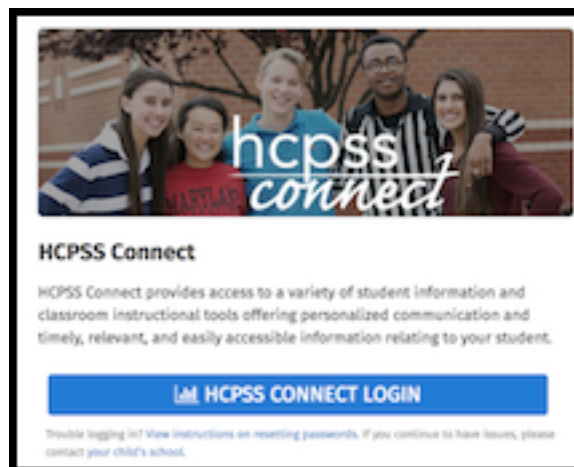 hcpss
connect
MARYLAND
HCPSS Connect
HCPSS Connect provides access to a variety of student information and
classroom instructional tools offering personalized communication and
timely, relevant, and easily accessible information relating to your student.
HCPSS CONNECT LOGIN
Trouble logging in? View instructions on resetting passwords. If you continue to have issues, please
contact your child's school.